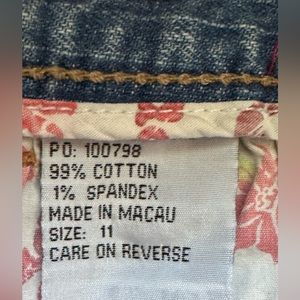 PO: 100798
99% COTTON
1% SPANDEX
MADE IN MACAU
SIZE: 11
CARE ON REVERSE